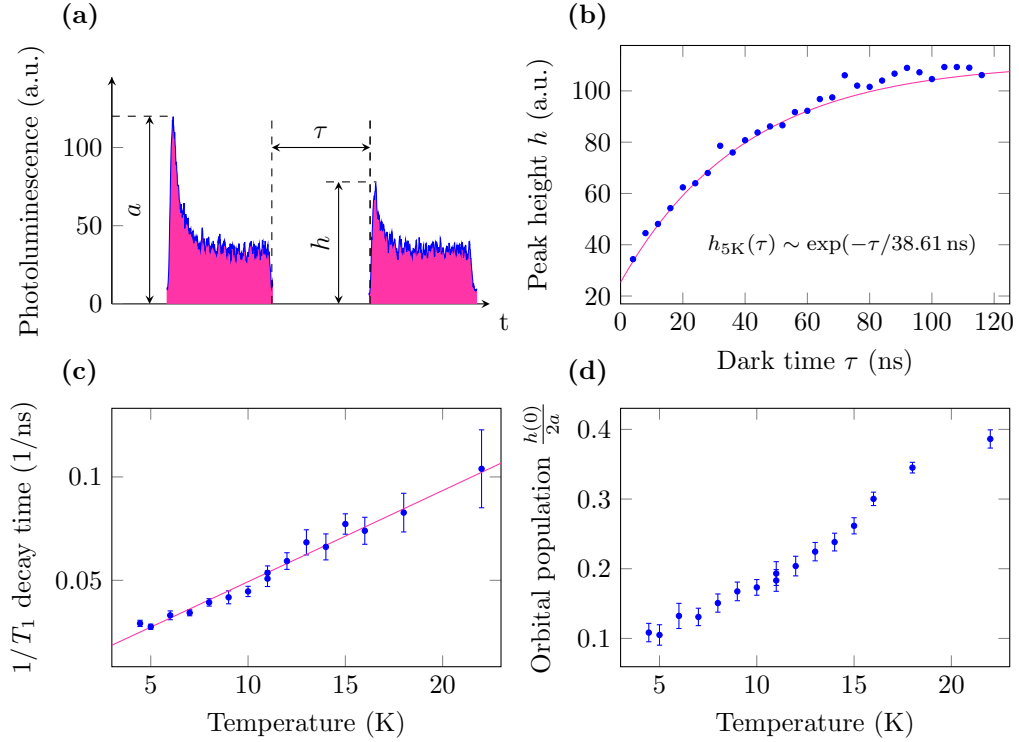 (a)
Photoluminescence (a.u.)
100
50
0
a
τ
h
t
(b)
Peak height h (a.u.)
100
80
60
40
20
h5K(τ) ∼ exp(−τ/38.61 ns)
0 20 40 60 80 100 120
Dark time τ (ns)
(c)
1/T1 decay time (1/ns)
0.1
0.05
5 10 15 20
Temperature (K)
(d)
Orbital population h(0)/2a
0.4
0.3
0.2
0.1
5 10 15 20
Temperature (K)